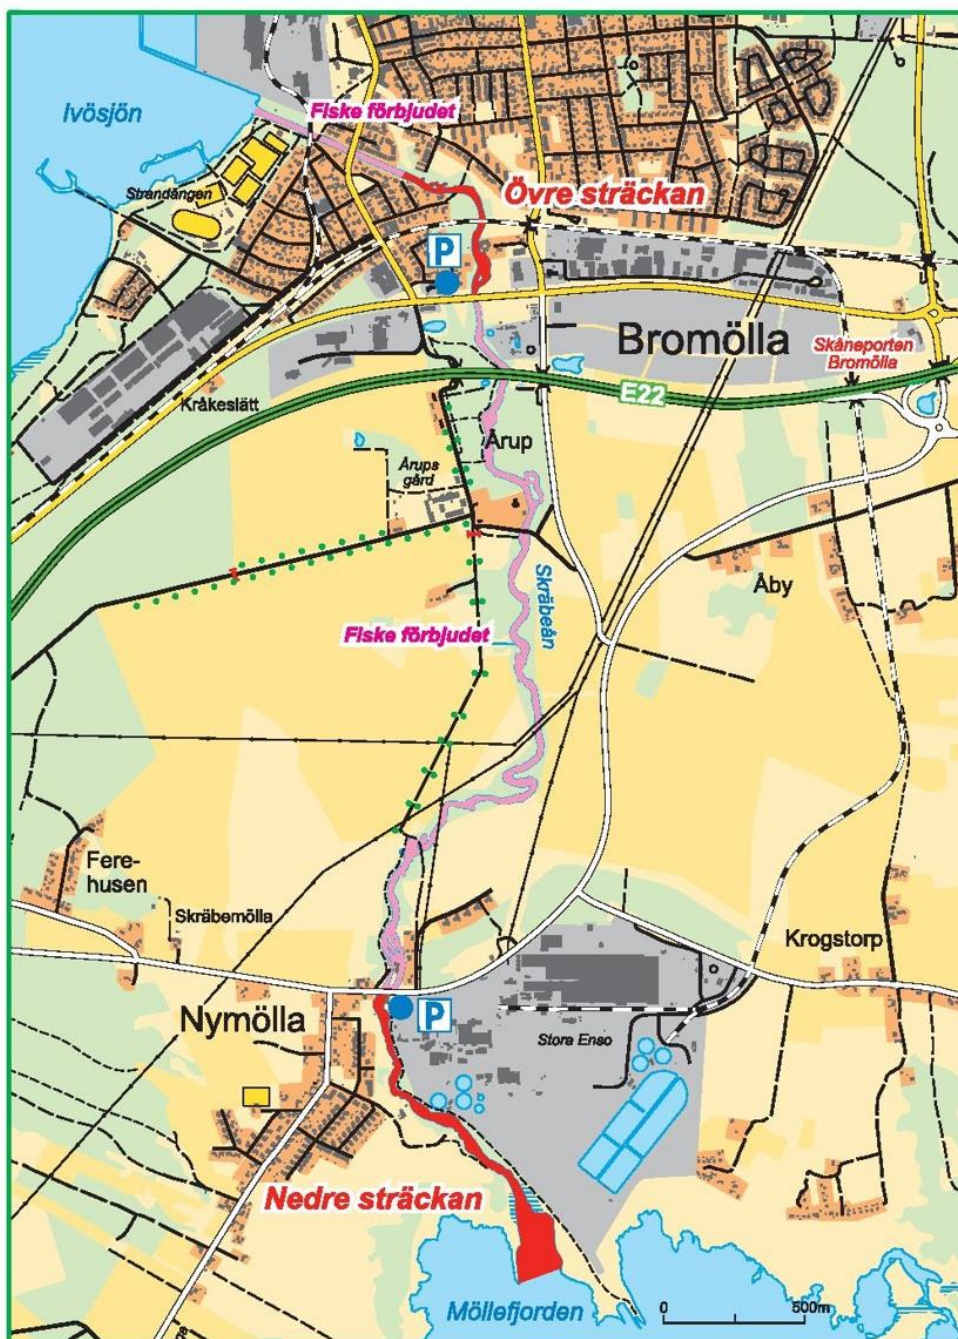 Ivösjön
Fiske förbjudet
Strandängen
Övre sträckan
P
Bromölla
Skåneporten
Bromölla
E22
Kråkeslätt
Årup
Årups
gård
Skräbeån
Åby
Fiske förbjudet
Fere-
husen
Skräbemölla
Krogstorp
Nymölla
P
Stora Enso
Nedre sträckan
Möllefjorden
0 500m